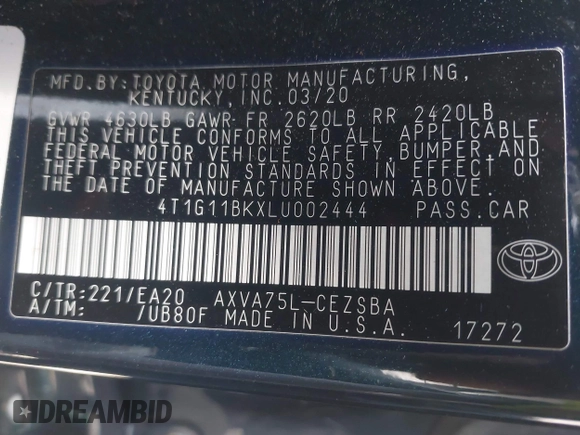 MFD.BY:TOYOTA MOTOR MANUFACTURING,
KENTUCKY,INC.03/20
GVWR 4630LB GAWR FR 2620LB RR 2420LB
THIS VEHICLE CONFORMS TO ALL APPLICABLE
FEDERAL MOTOR VEHICLE SAFETY,BUMPER,AND
THEFT PREVENTION STANDARDS IN EFFECT ON
THE DATE OF MANUFACTURE SHOWN ABOVE.
4T1G11BKXLU002444 PASS.CAR
C/TR:221/EA20 AXVA75L-CEZSBA
A/TM: /UB80F MADE IN U.S.A. 17272
DREAMBID